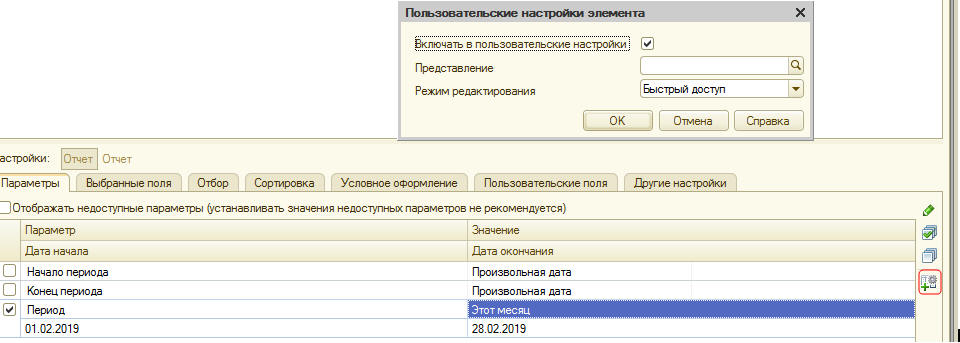 Пользовательские настройки элемента
Включать в пользовательские настройки
Представление
Режим редактирования Быстрый доступ
OK Отмена Справка
астройки: Отчет Отчет
Параметры Выбранные поля Отбор Сортировка Условное оформление Пользовательские поля Другие настройки
Отображать недоступные параметры (устанавливать значения недоступных параметров не рекомендуется)
Параметр Значение
Дата начала Дата окончания
Начало периода Произвольная дата
Конец периода Произвольная дата
Период Этот месяц
01.02.2019 28.02.2019